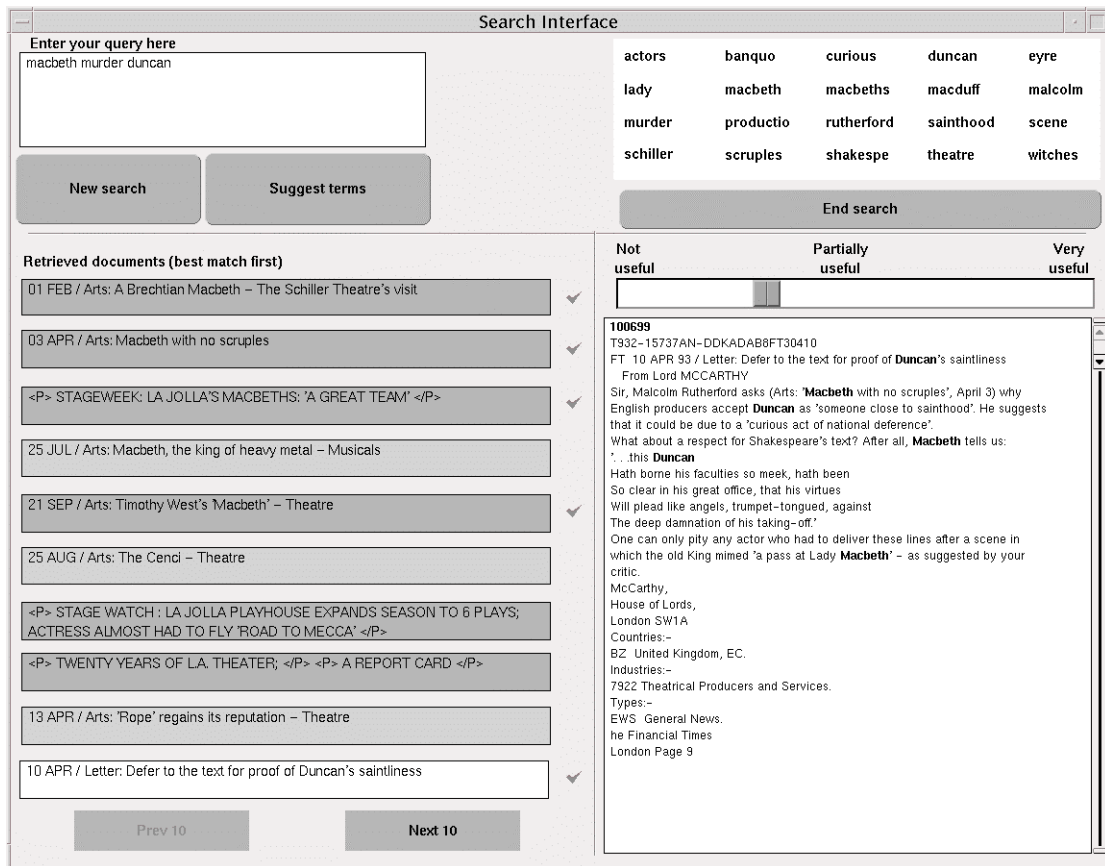 Search Interface
Enter your query here
macbeth murder duncan
New search
Suggest terms
actors banquo curious duncan eyre
lady macbeth macbeths macduff malcolm
murder productio rutherford sainthood scene
schiller scruples shakespe theatre witches
End search
Retrieved documents (best match first)
01 FEB / Arts: A Brechtian Macbeth – The Schiller Theatre's visit
03 APR / Arts: Macbeth with no scruples
<P> STAGEWEEK: LA JOLLA'S MACBETHS: 'A GREAT TEAM' </P>
25 JUL / Arts: Macbeth, the king of heavy metal – Musicals
21 SEP / Arts: Timothy West's 'Macbeth' – Theatre
25 AUG / Arts: The Cenci – Theatre
<P> STAGE WATCH : LA JOLLA PLAYHOUSE EXPANDS SEASON TO 6 PLAYS;
ACTRESS ALMOST HAD TO FLY 'ROAD TO MECCA' </P>
<P> TWENTY YEARS OF L.A. THEATER; </P> <P> A REPORT CARD </P>
13 APR / Arts: 'Rope' regains its reputation – Theatre
10 APR / Letter: Defer to the text for proof of Duncan's saintliness
Prev 10
Next 10
Not Partially Very
useful useful useful
100699
T932-15737AN-DDKADAB8FT30410
FT 10 APR 93 / Letter: Defer to the text for proof of Duncan's saintliness
From Lord MCCARTHY
Sir, Malcolm Rutherford asks (Arts: 'Macbeth with no scruples', April 3) why
English producers accept Duncan as 'someone close to sainthood'. He suggests
that it could be due to a 'curious act of national deference'.
What about a respect for Shakespeare's text? After all, Macbeth tells us:
'. . .this Duncan
Hath borne his faculties so meek, hath been
So clear in his great office, that his virtues
Will plead like angels, trumpet-tongued, against
The deep damnation of his taking-off.'
One can only pity any actor who had to deliver these lines after a scene in
which the old King mimed 'a pass at Lady Macbeth' - as suggested by your
critic.
McCarthy,
House of Lords,
London SW1A
Countries:-
BZ United Kingdom, EC.
Industries:-
7922 Theatrical Producers and Services.
Types:-
EWS General News.
he Financial Times
London Page 9